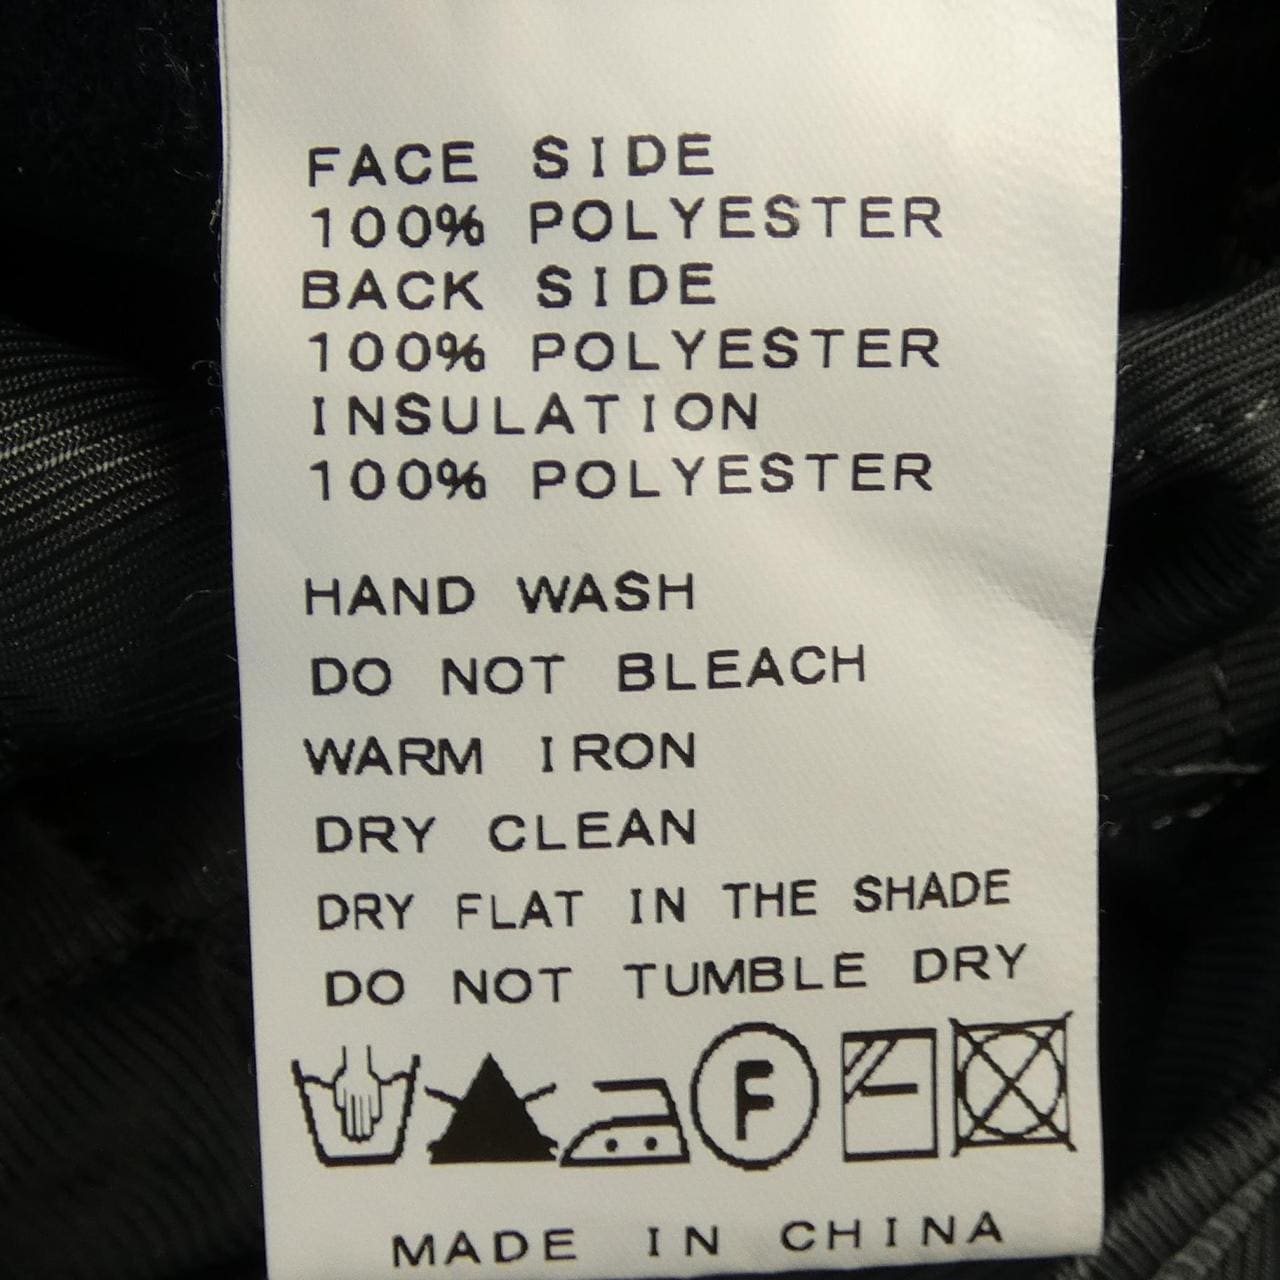 FACE SIDE
100% POLYESTER
BACK SIDE
100% POLYESTER
INSULATION
100% POLYESTER
HAND WASH
DO NOT BLEACH
WARM IRON
DRY CLEAN
DRY FLAT IN THE SHADE
DO NOT TUMBLE DRY
F
MADE IN CHINA